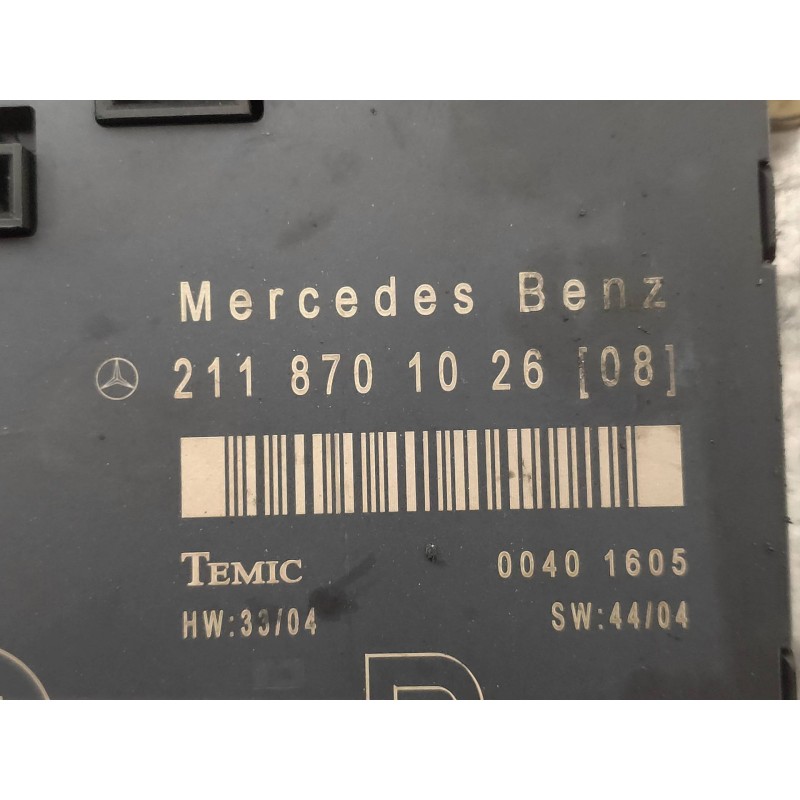 Mercedes Benz
211 870 10 26 [08]
TEMIC 0040 1605
HW:33/04 SW:44/04